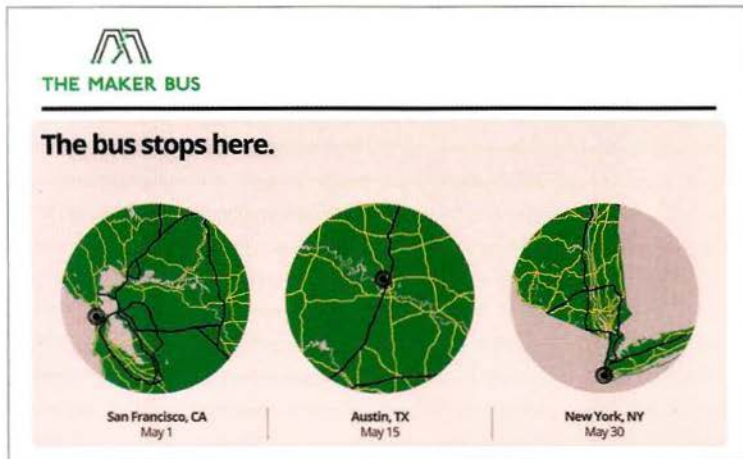 THE MAKER BUS
The bus stops here.
San Francisco, CA
May 1
Austin, TX
May 15
New York, NY
May 30